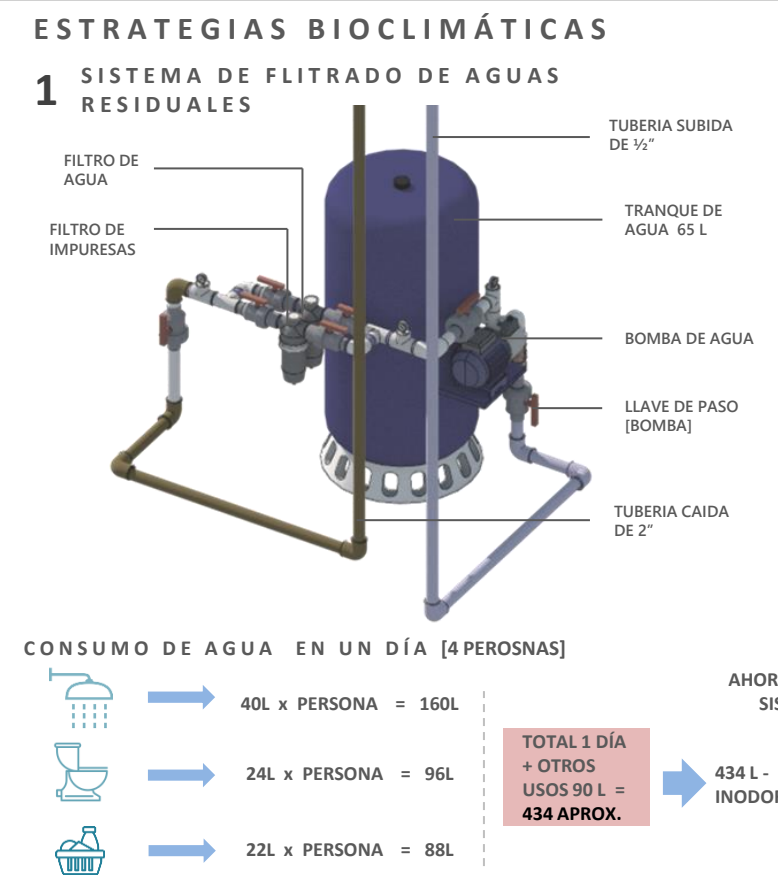 ESTRATEGIAS BIOCLIMÁTICAS
1 SISTEMA DE FLITRADO DE AGUAS
RESIDUALES
FILTRO DE
AGUA
FILTRO DE
IMPURESAS
TUBERIA SUBIDA
DE ½"
TRANQUE DE
AGUA 65 L
BOMBA DE AGUA
LLAVE DE PASO
[BOMBA]
TUBERIA CAIDA
DE 2"
CONSUMO DE AGUA EN UN DÍA [4 PEROSNAS]
40L x PERSONA = 160L
24L x PERSONA = 96L
22L x PERSONA = 88L
TOTAL 1 DÍA
+ OTROS
USOS 90 L =
434 APROX.
AHOR
SIS
434 L -
INODO